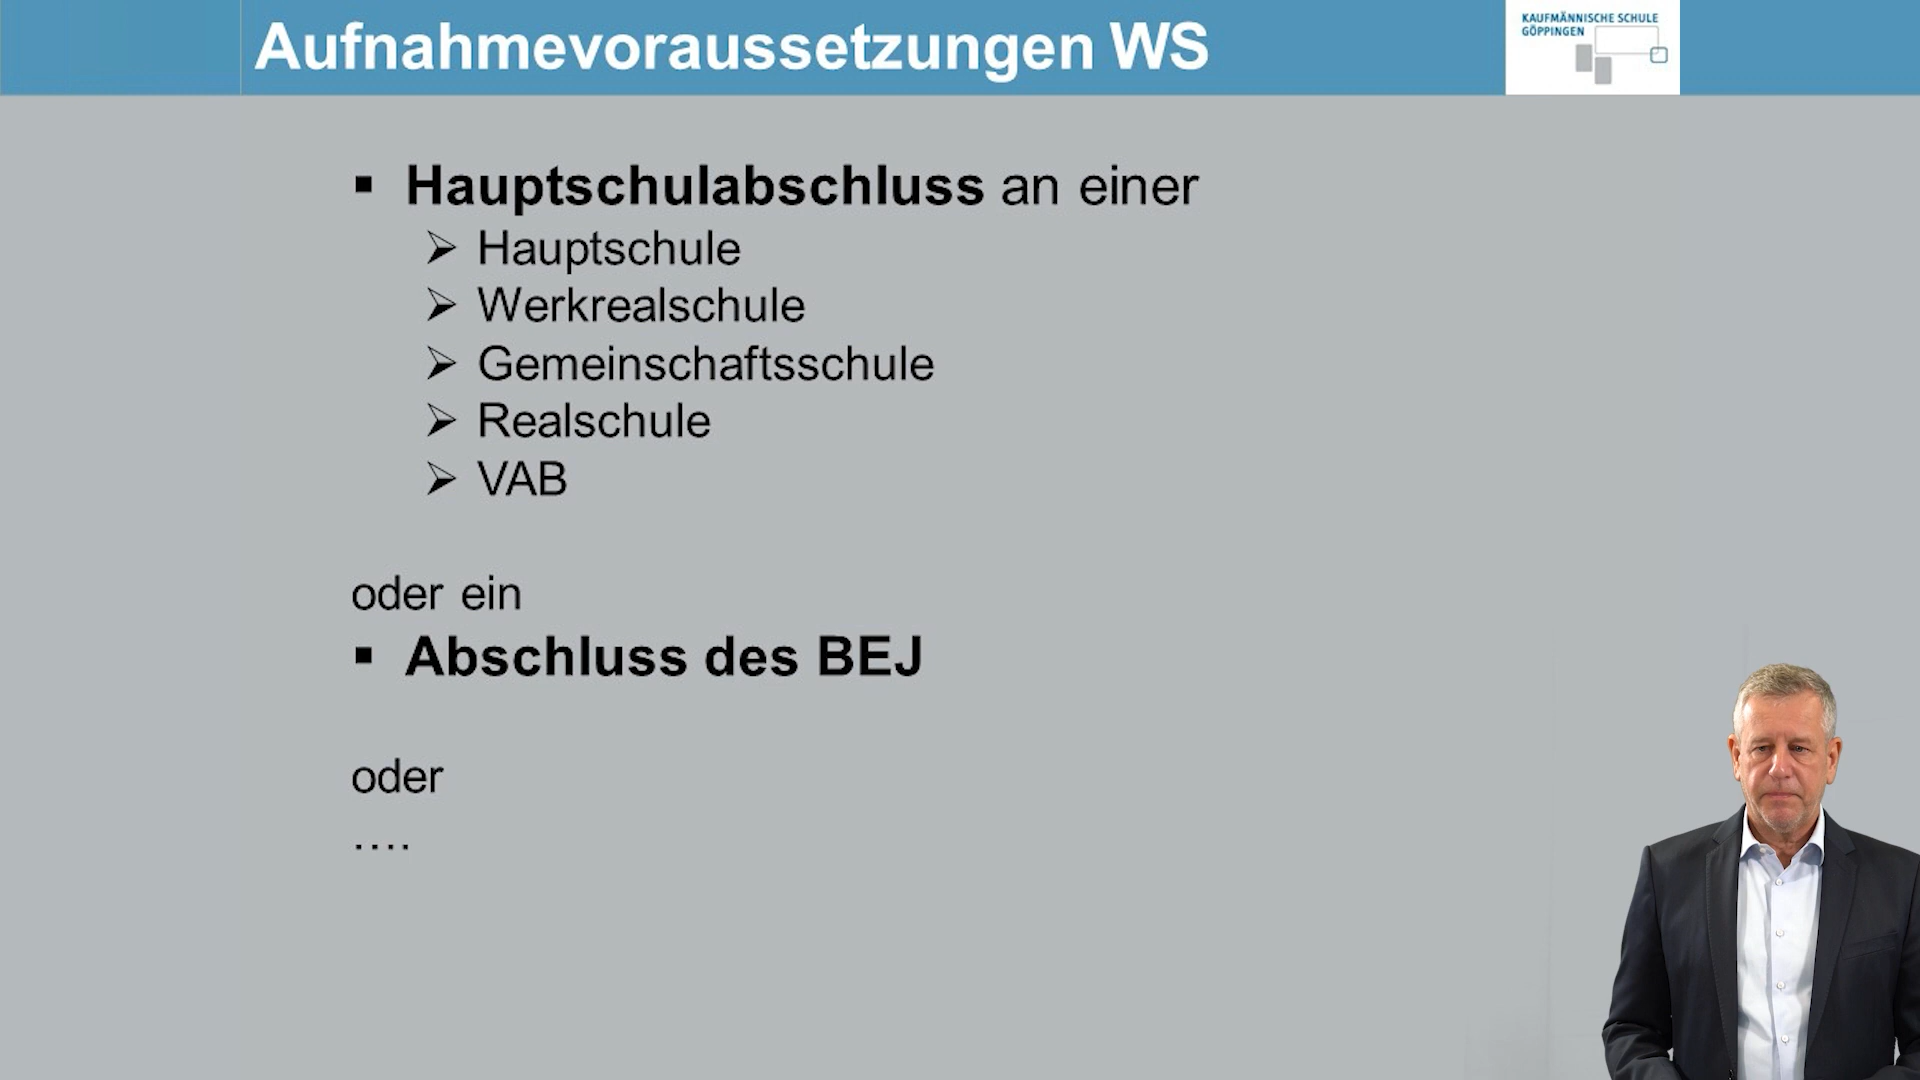 Aufnahmevoraussetzungen WS
KAUFMÄNNISCHE SCHULE
GÖPPINGEN
▪ Hauptschulabschluss an einer
➢ Hauptschule
➢ Werkrealschule
➢ Gemeinschaftsschule
➢ Realschule
➢ VAB
oder ein
▪ Abschluss des BEJ
oder
....